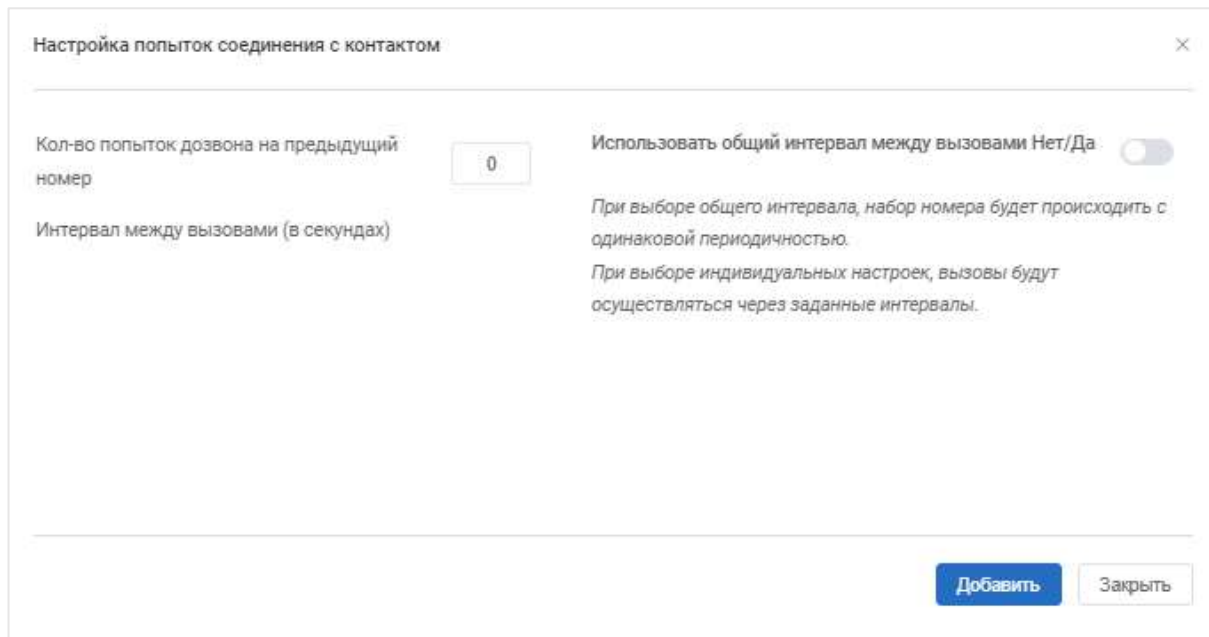 Настройка попыток соединения с контактом
Кол-во попыток дозвона на предыдущий
номер
0
Интервал между вызовами (в секундах)
Использовать общий интервал между вызовами Нет/Да
При выборе общего интервала, набор номера будет происходить с
одинаковой периодичностью.
При выборе индивидуальных настроек, вызовы будут
осуществляться через заданные интервалы.
Добавить
Закрыть